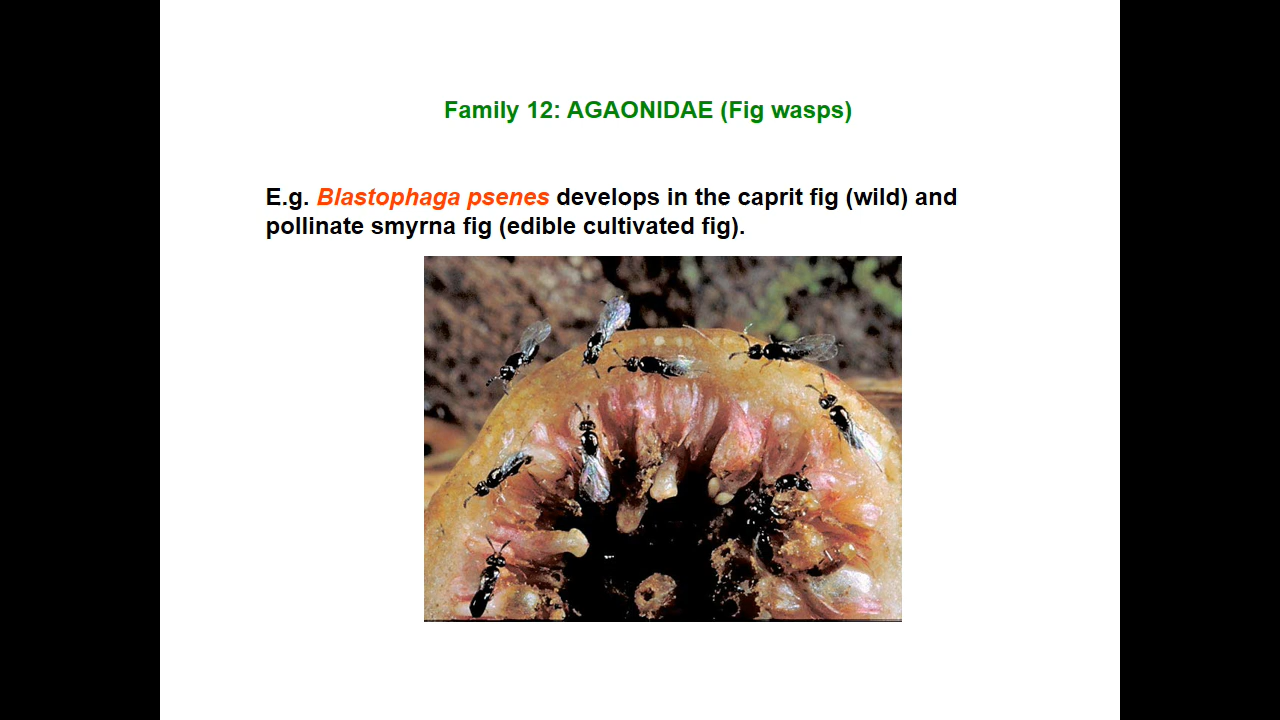 Family 12: AGAONIDAE (Fig wasps)
E.g. Blastophaga psenes develops in the caprit fig (wild) and
pollinate smyrna fig (edible cultivated fig).